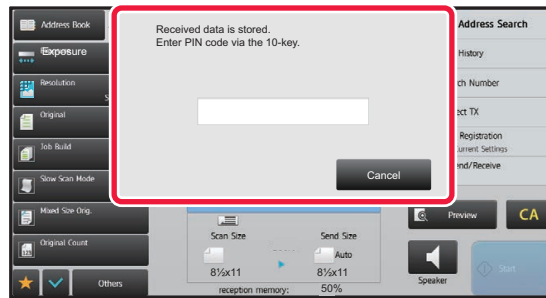 Address Book
Exposure
Resolution
S
Original
Job Build
Slow Scan Mode
Mixed Size Orig.
Original Count
Others
Received data is stored.
Enter PIN code via the 10-key.
Cancel
Scan Size
Send Size
Auto
8½x11
8½x11
reception memory:
50%
Address Search
History
ch Number
ect TX
Registration
urrent Settings
end/Receive
Preview
CA
Speaker
Start